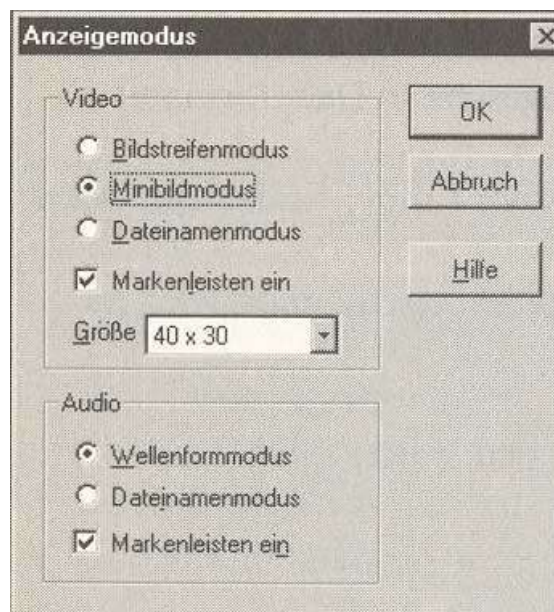 Anzeigemodus
Video
Bildstreifenmodus
Minibildmodus
Dateinamenmodus
Markenleisten ein
Größe 40 x 30
OK
Abbruch
Hilfe
Audio
Wellenformmodus
Dateinamenmodus
Markenleisten ein